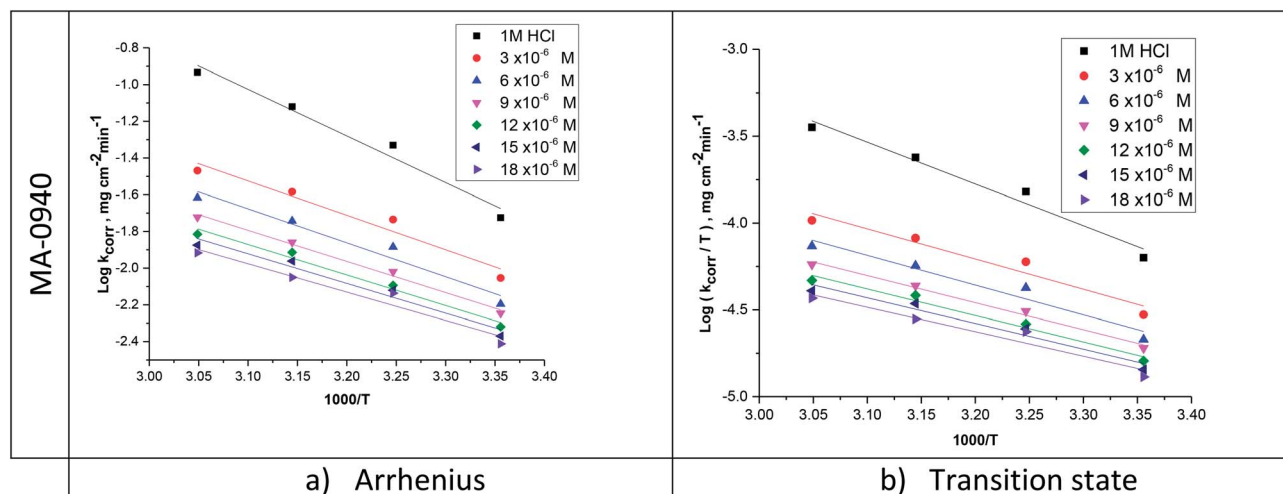 MA-0940
1M HCl
3 x10-6 M
6 x10-6 M
9 x10-6 M
12 x10-6 M
15 x10-6 M
18 x10-6 M
Log kcorr , mg cm-2min-1
-0.8
-1.0
-1.2
-1.4
-1.6
-1.8
-2.0
-2.2
-2.4
3.00 3.05 3.10 3.15 3.20 3.25 3.30 3.35 3.40
1000/T
a) Arrhenius
1M HCl
3 x10-6 M
6 x10-6 M
9 x10-6 M
12 x10-6 M
15 x10-6 M
18 x10-6 M
Log ( kcorr / T ) , mg cm-2min-1
-3.0
-3.5
-4.0
-4.5
-5.0
3.00 3.05 3.10 3.15 3.20 3.25 3.30 3.35 3.40
1000/T
b) Transition state